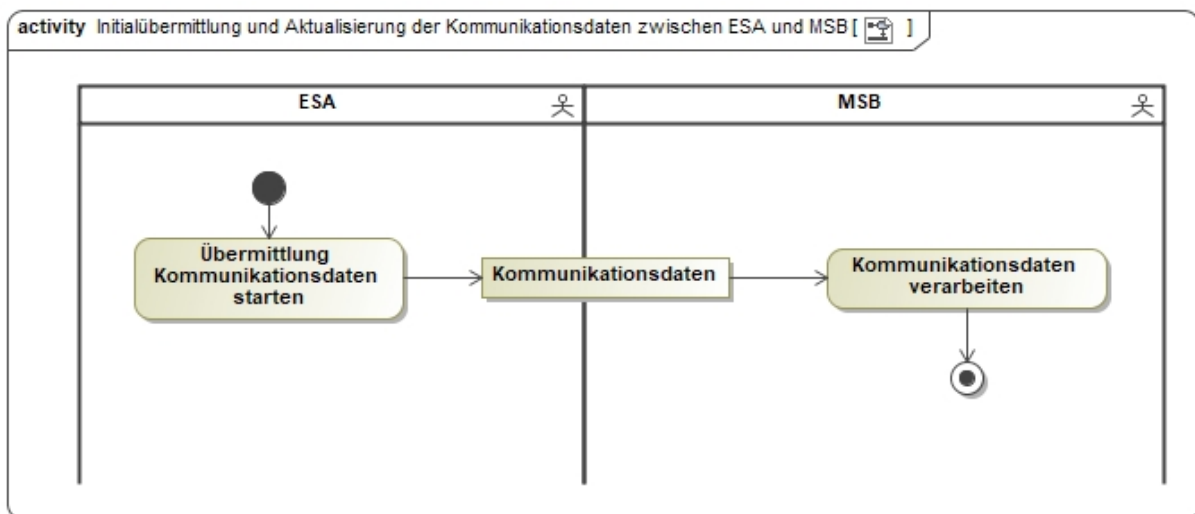 activity Initialübermittlung und Aktualisierung der Kommunikationsdaten zwischen ESA und MSB [ ]
ESA
MSB
Übermittlung
Kommunikationsdaten
starten
Kommunikationsdaten
Kommunikationsdaten
verarbeiten